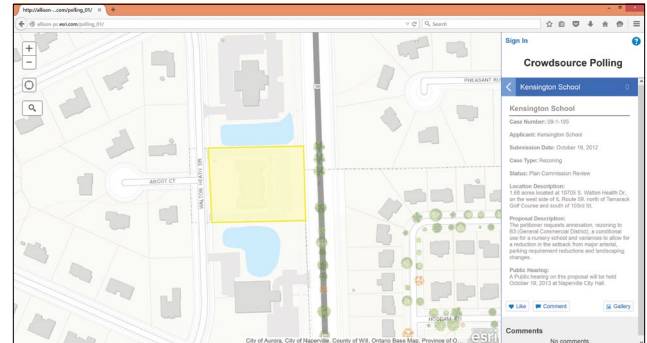 http://allison-...com/polling_01/
allison-pc.esri.com/polling_01/
Search
Sign In
Crowdsource Polling
Kensington School
0
Kensington School
Case Number: 09-1-195
Applicant: Kensington School
Submission Date: October 19, 2012
Case Type: Rezoning
Status: Plan Commission Review
Location Description:
1.68 acres located at 10705 S. Walton Heath Dr.,
on the west side of IL Route 59, north of Tamarack
Golf Course and south of 103rd St.
Proposal Description:
The petitioner requests annexation, rezoning to
B3 (General Commercial District), a conditional
use for a nursery school and variances to allow for
a reduction in the setback from major arterial,
parking requirement reductions and landscaping
changes.
Public Hearing:
A Public hearing on this proposal will be held
October 19, 2013 at Naperville City Hall.
Like
Comment
Gallery
Comments
No comments
PHEASANT RU
ABCOT CT
WALTON HEATH DR
City of Aurora, City of Naperville, County of Will, Ontario Base Map, Province of O...
esri